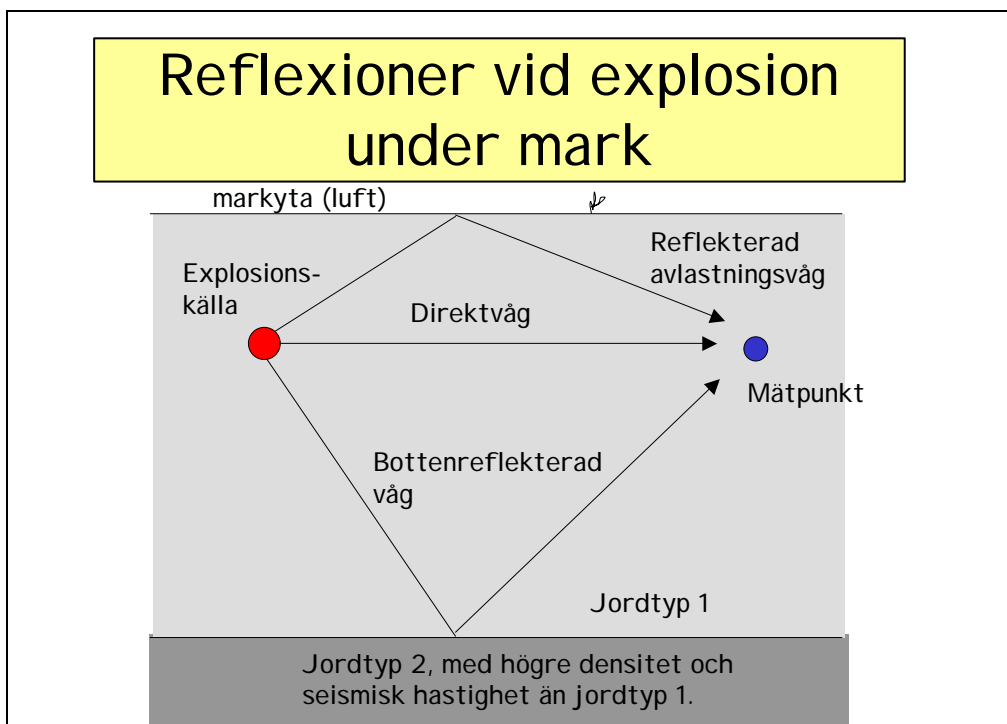 Reflexioner vid explosion
under mark
markyta (luft)
Reflekterad
avlastningsvåg
Explosions-
källa
Direktvåg
Mätpunkt
Bottenreflekterad
våg
Jordtyp 1
Jordtyp 2, med högre densitet och
seismisk hastighet än jordtyp 1.